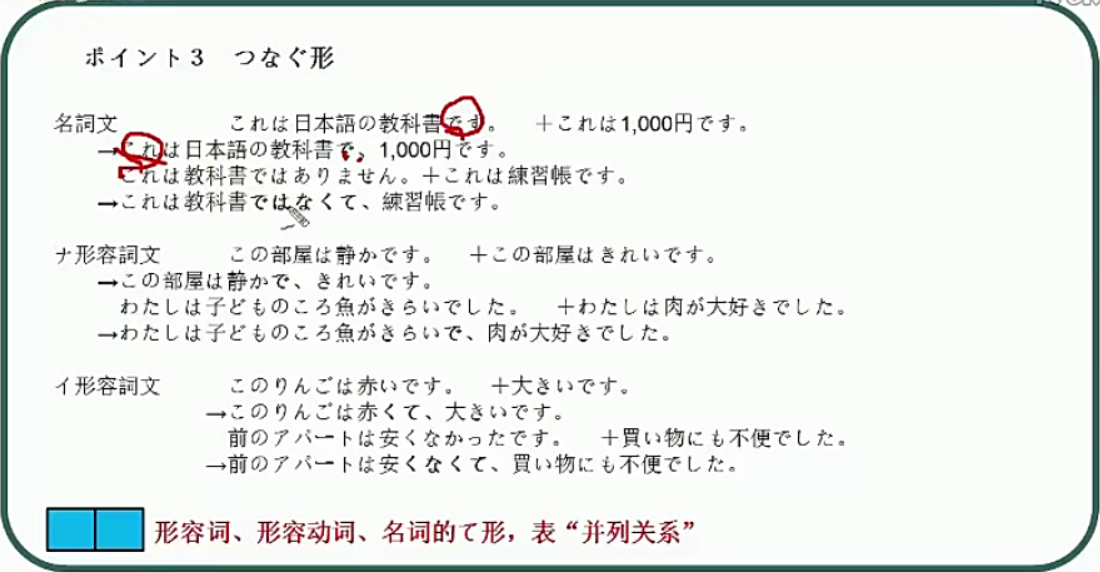 ポイント３　つなぐ形
名詞文　これは日本語の教科書です。　＋これは1,000円です。
→これは日本語の教科書で、1,000円です。
これは教科書ではありません。＋これは練習帳です。
→これは教科書ではなくて、練習帳です。
ナ形容詞文　この部屋は静かです。　＋この部屋はきれいです。
→この部屋は静かで、きれいです。
わたしは子どものころ魚がきらいでした。　＋わたしは肉が大好きでした。
→わたしは子どものころ魚がきらいで、肉が大好きでした。
イ形容詞文　このりんごは赤いです。　＋大きいです。
→このりんごは赤くて、大きいです。
前のアパートは安くなかったです。　＋買い物にも不便でした。
→前のアパートは安くなくて、買い物にも不便でした。
形容词、形容动词、名词的て形，表“并列关系”